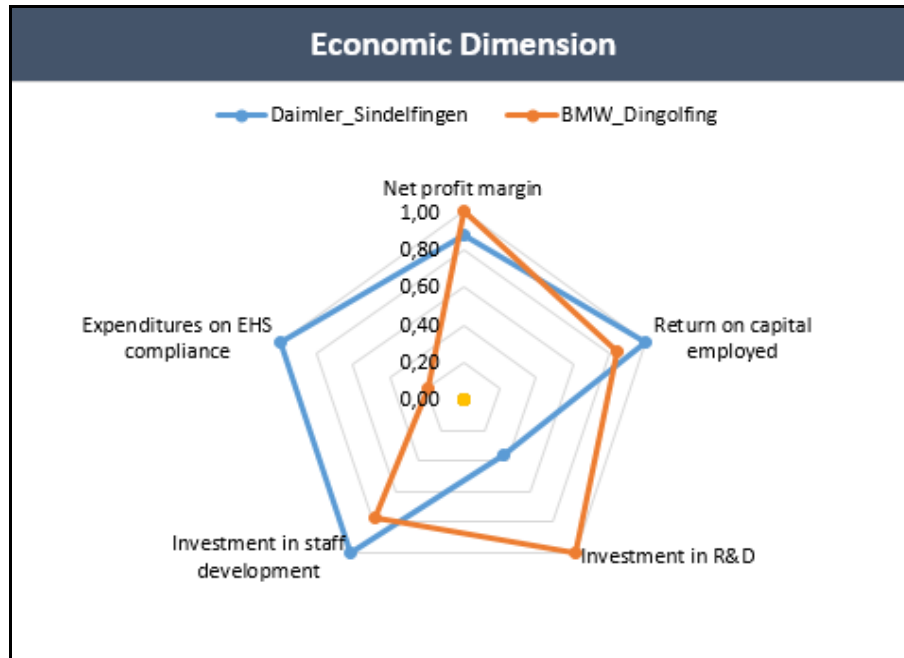 Economic Dimension
Daimler_Sindelfingen
BMW_Dingolfing
Net profit margin
1,00
0,80
0,60
0,40
0,20
0,00
Return on capital
employed
Investment in R&D
Investment in staff
development
Expenditures on EHS
compliance